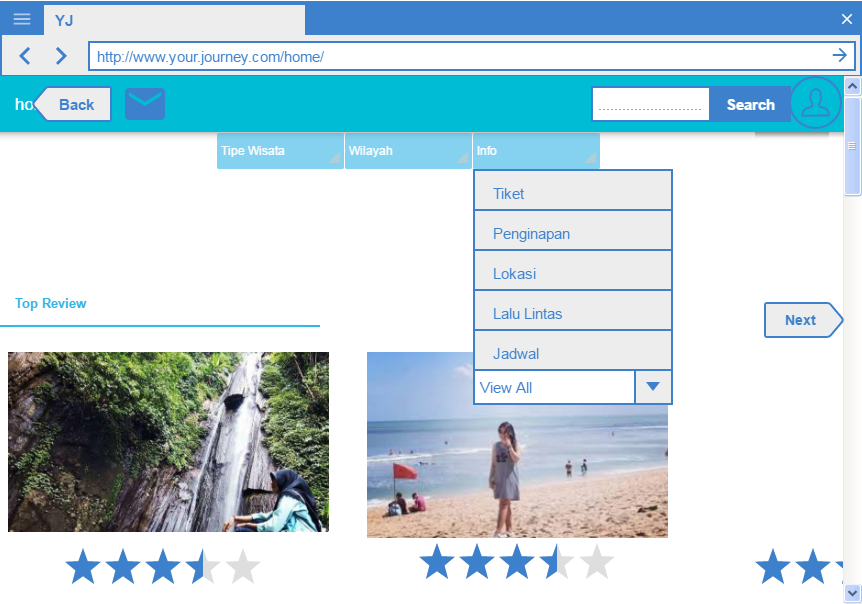 YJ
http://www.your.journey.com/home/
ho
Back
Search
Tipe Wisata
Wilayah
Info
Tiket
Penginapan
Lokasi
Lalu Lintas
Jadwal
View All
Top Review
Next